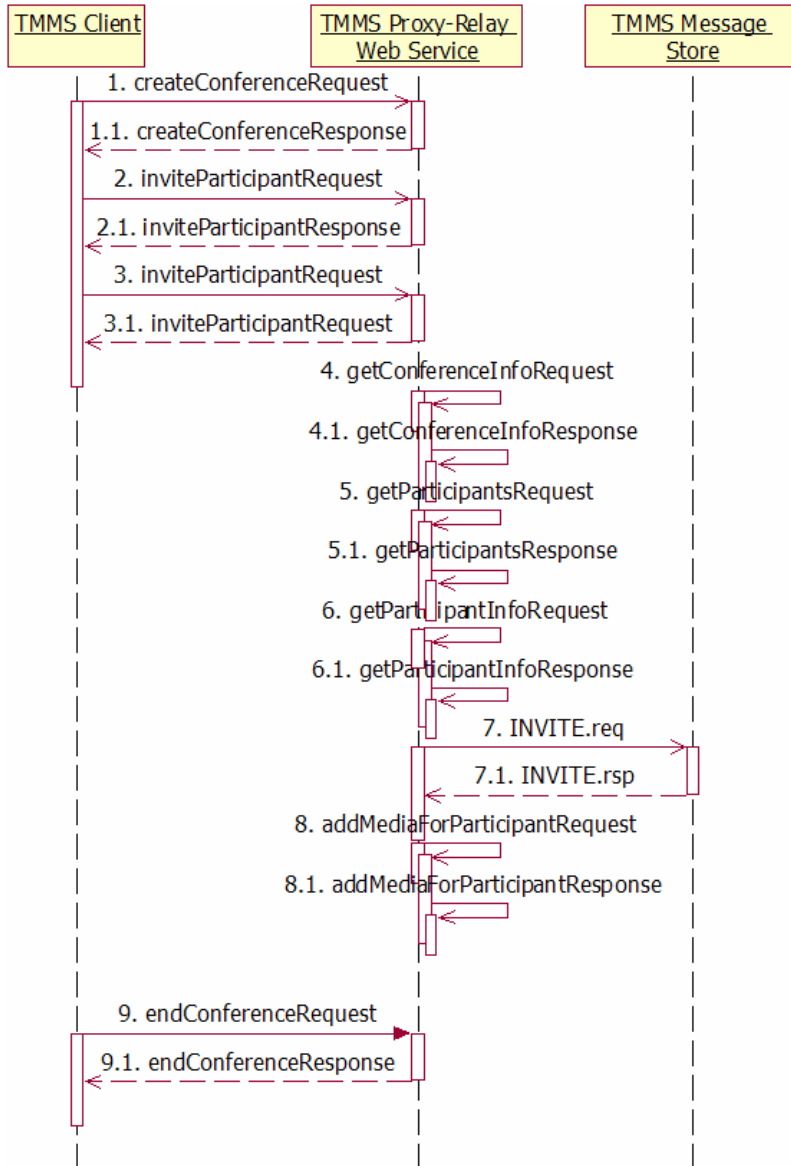 TMMS Client
TMMS Proxy-Relay
Web Service
TMMS Message
Store
1. createConferenceRequest
1.1. createConferenceResponse
2. inviteParticipantRequest
2.1. inviteParticipantResponse
3. inviteParticipantRequest
3.1. inviteParticipantRequest
4. getConferenceInfoRequest
4.1. getConferenceInfoResponse
5. getParticipantsRequest
5.1. getParticipantsResponse
6. getParticipantInfoRequest
6.1. getParticipantInfoResponse
7. INVITE.req
7.1. INVITE.rsp
8. addMediaForParticipantRequest
8.1. addMediaForParticipantResponse
9. endConferenceRequest
9.1. endConferenceResponse